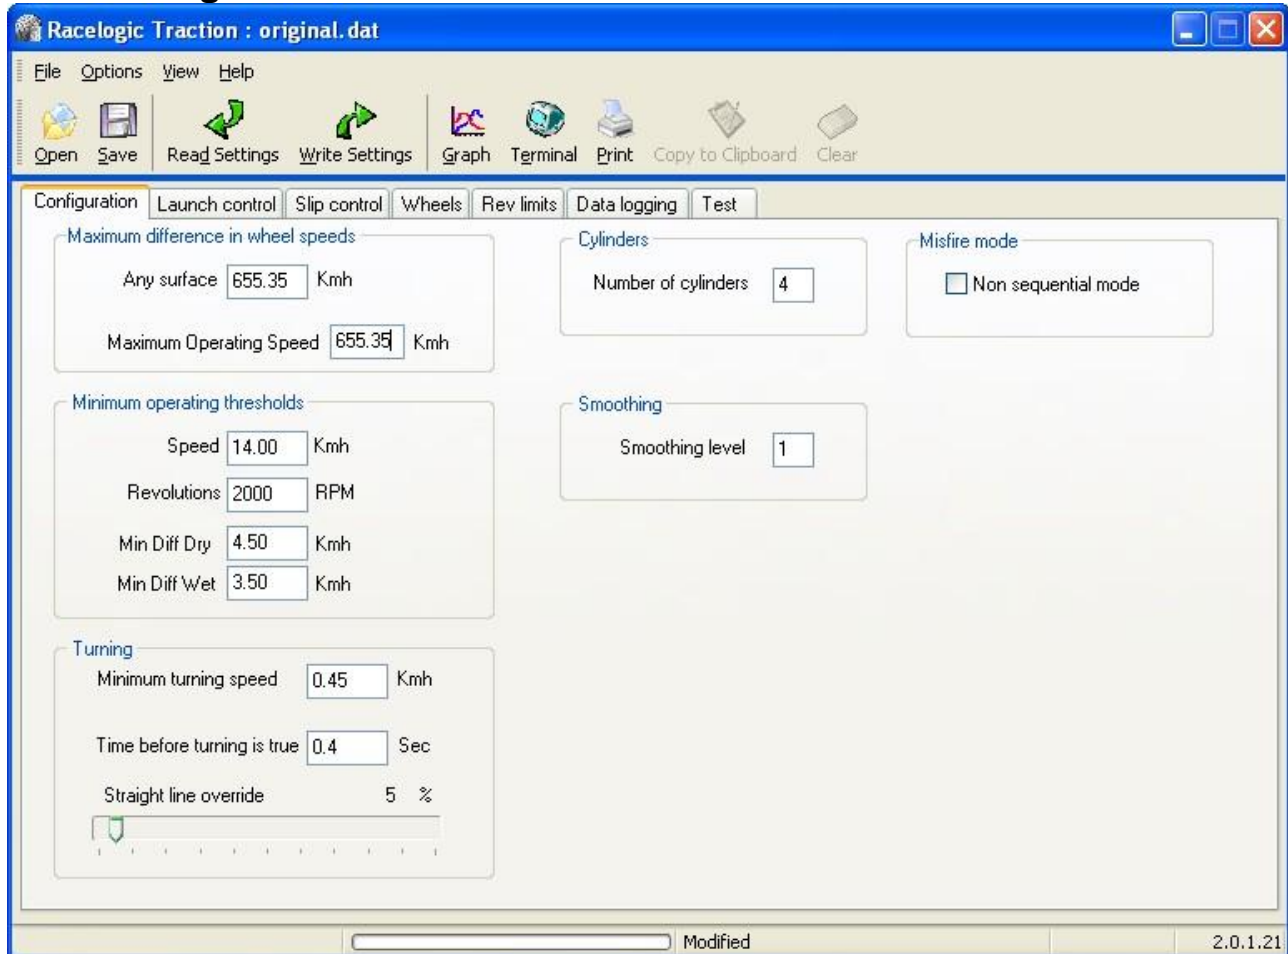 Racelogic Traction : original.dat
File Options View Help
Open Save Read Settings Write Settings Graph Terminal Print Copy to Clipboard Clear
Configuration Launch control Slip control Wheels Rev limits Data logging Test
Maximum difference in wheel speeds
Any surface 655.35 Kmh
Maximum Operating Speed 655.35 Kmh
Cylinders
Number of cylinders 4
Misfire mode
Non sequential mode
Minimum operating thresholds
Speed 14.00 Kmh
Revolutions 2000 RPM
Min Diff Dry 4.50 Kmh
Min Diff Wet 3.50 Kmh
Smoothing
Smoothing level 1
Turning
Minimum turning speed 0.45 Kmh
Time before turning is true 0.4 Sec
Straight line override 5 %
Modified 2.0.1.21